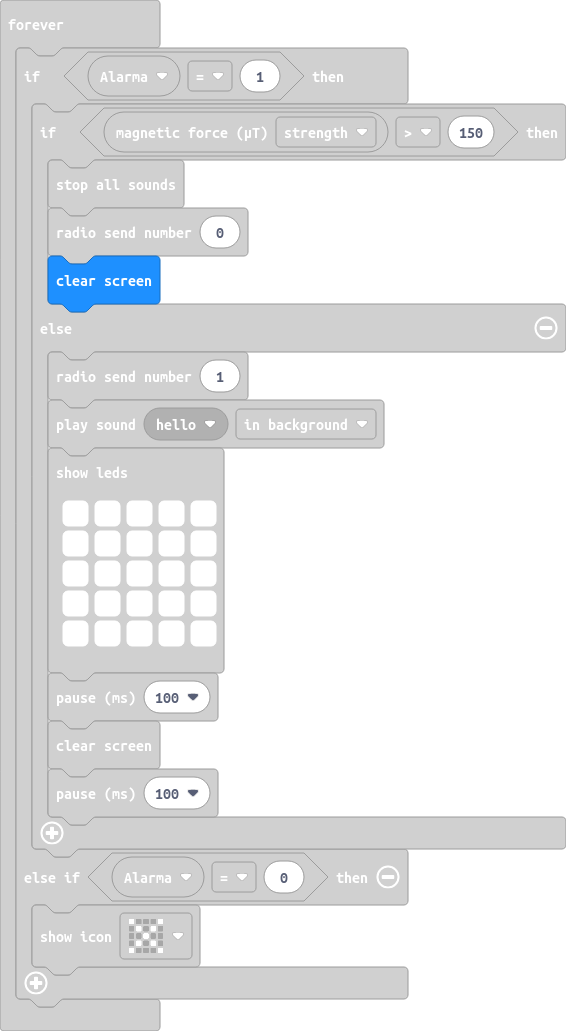 forever
if Alarma = 1 then
if magnetic force (µT) strength > 150 then
stop all sounds
radio send number 0
clear screen
else
radio send number 1
play sound hello in background
show leds
pause (ms) 100
clear screen
pause (ms) 100
else if Alarma = 0 then
show icon